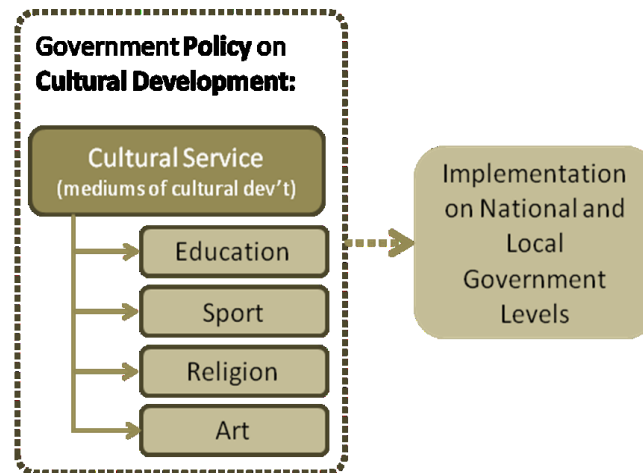 Government Policy on
Cultural Development:
Cultural Service
(mediums of cultural dev't)
Education
Sport
Religion
Art
Implementation
on National and
Local
Government
Levels